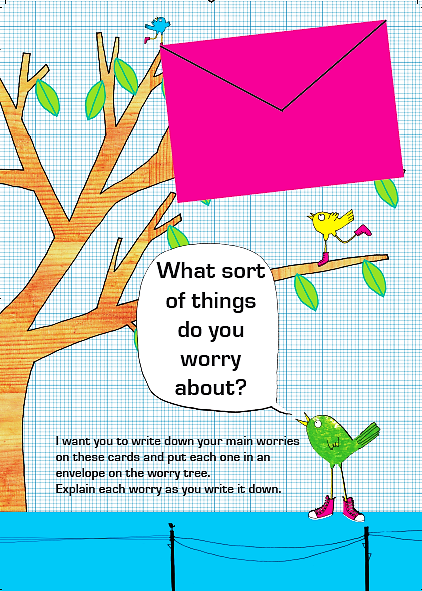 What sort
of things
do you
worry
about?
I want you to write down your main worries
on these cards and put each one in an
envelope on the worry tree.
Explain each worry as you write it down.